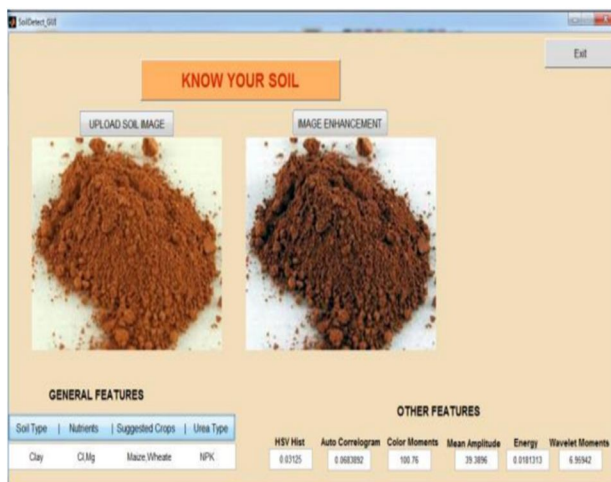 SoilDetect_GUI
Exit
KNOW YOUR SOIL
UPLOAD SOIL IMAGE
IMAGE ENHANCEMENT
GENERAL FEATURES
Soil Type | Nutrients | Suggested Crops | Urea Type
Clay Cl,Mg Maize,Wheate NPK
OTHER FEATURES
HSV Hist Auto Correlogram Color Moments Mean Amplitude Energy Wavelet Moments
0.03125 0.0683892 100.76 39.3896 0.0181313 6.95942